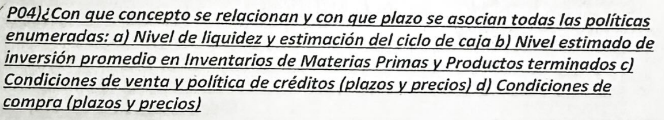 P04)¿Con que concepto se relacionan y con que plazo se asocian todas las políticas
enumeradas: a) Nivel de liquidez y estimación del ciclo de caja b) Nivel estimado de
inversión promedio en Inventarios de Materias Primas y Productos terminados c)
Condiciones de venta y política de créditos (plazos y precios) d) Condiciones de
compra (plazos y precios)